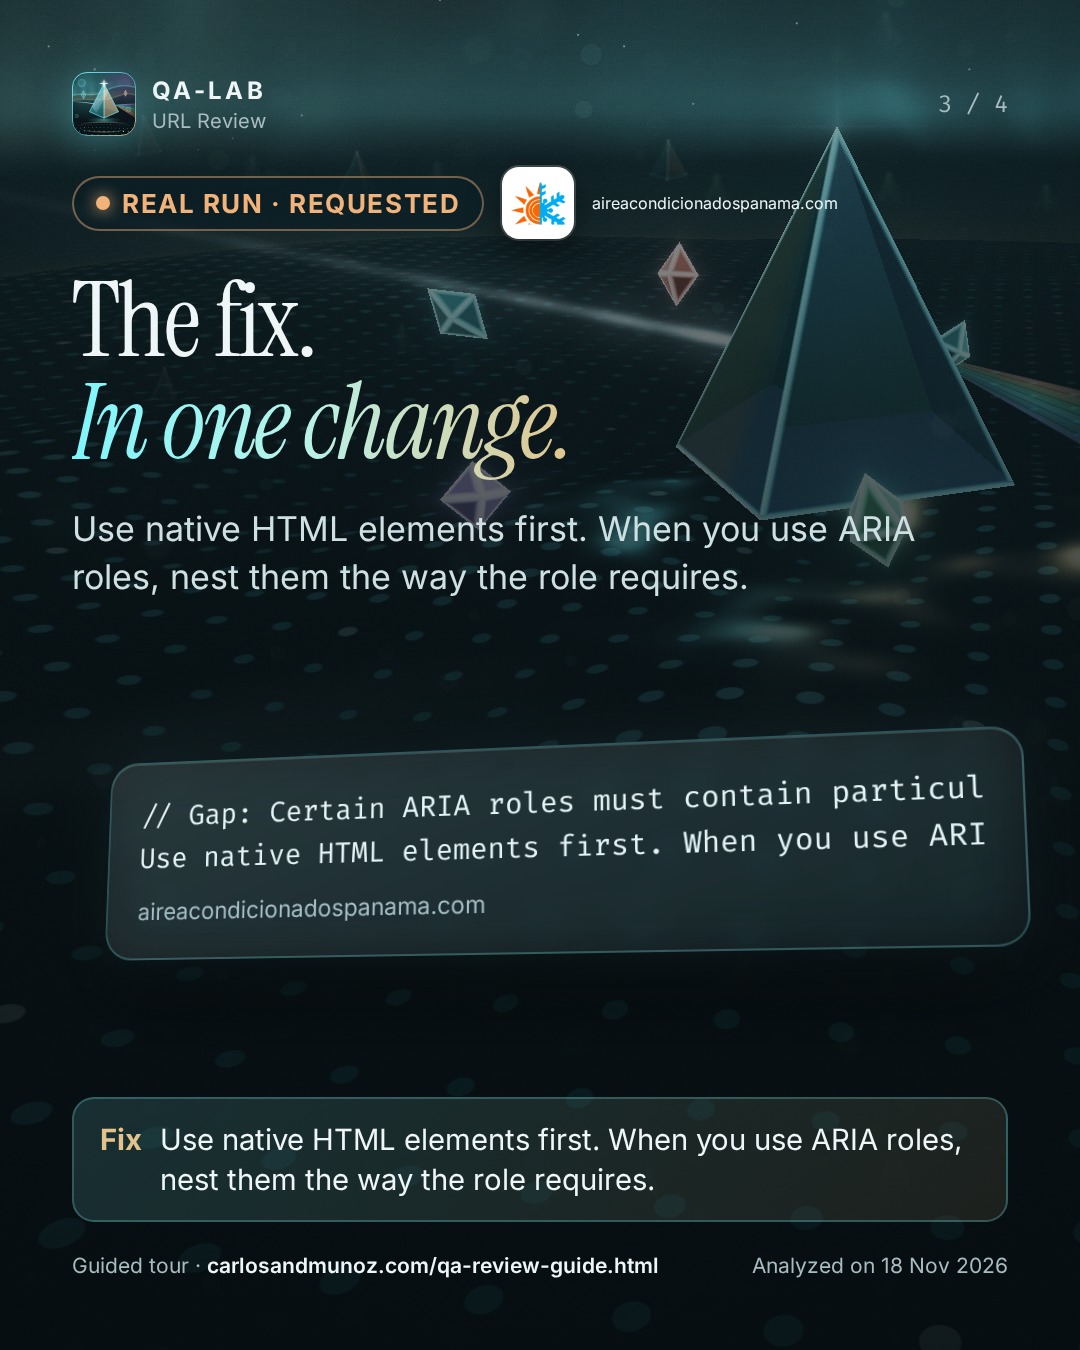 QA-LAB
URL Review
3 / 4
REAL RUN · REQUESTED
aireacondicionadospanama.com
The fix.
In one change.
Use native HTML elements first. When you use ARIA
roles, nest them the way the role requires.
// Gap: Certain ARIA roles must contain particul
Use native HTML elements first. When you use ARI
aireacondicionadospanama.com
Fix Use native HTML elements first. When you use ARIA roles,
nest them the way the role requires.
Guided tour · carlosandmunoz.com/qa-review-guide.html
Analyzed on 18 Nov 2026